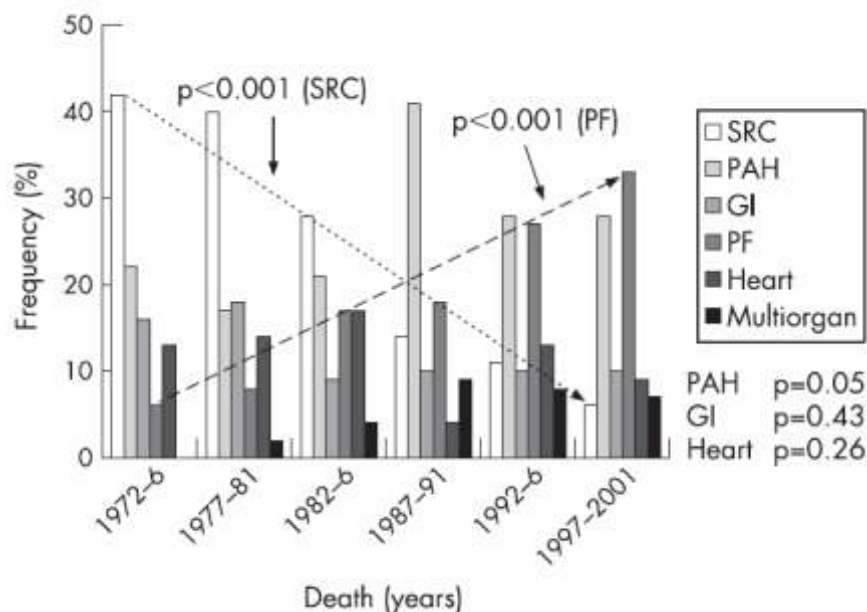 50
40
30
20
10
0
Frequency (%)
p<0.001 (SRC)
p<0.001 (PF)
SRC
PAH
GI
PF
Heart
Multiorgan
PAH p=0.05
GI p=0.43
Heart p=0.26
1972–6
1977–81
1982–6
1987–91
1992–6
1997–2001
Death (years)